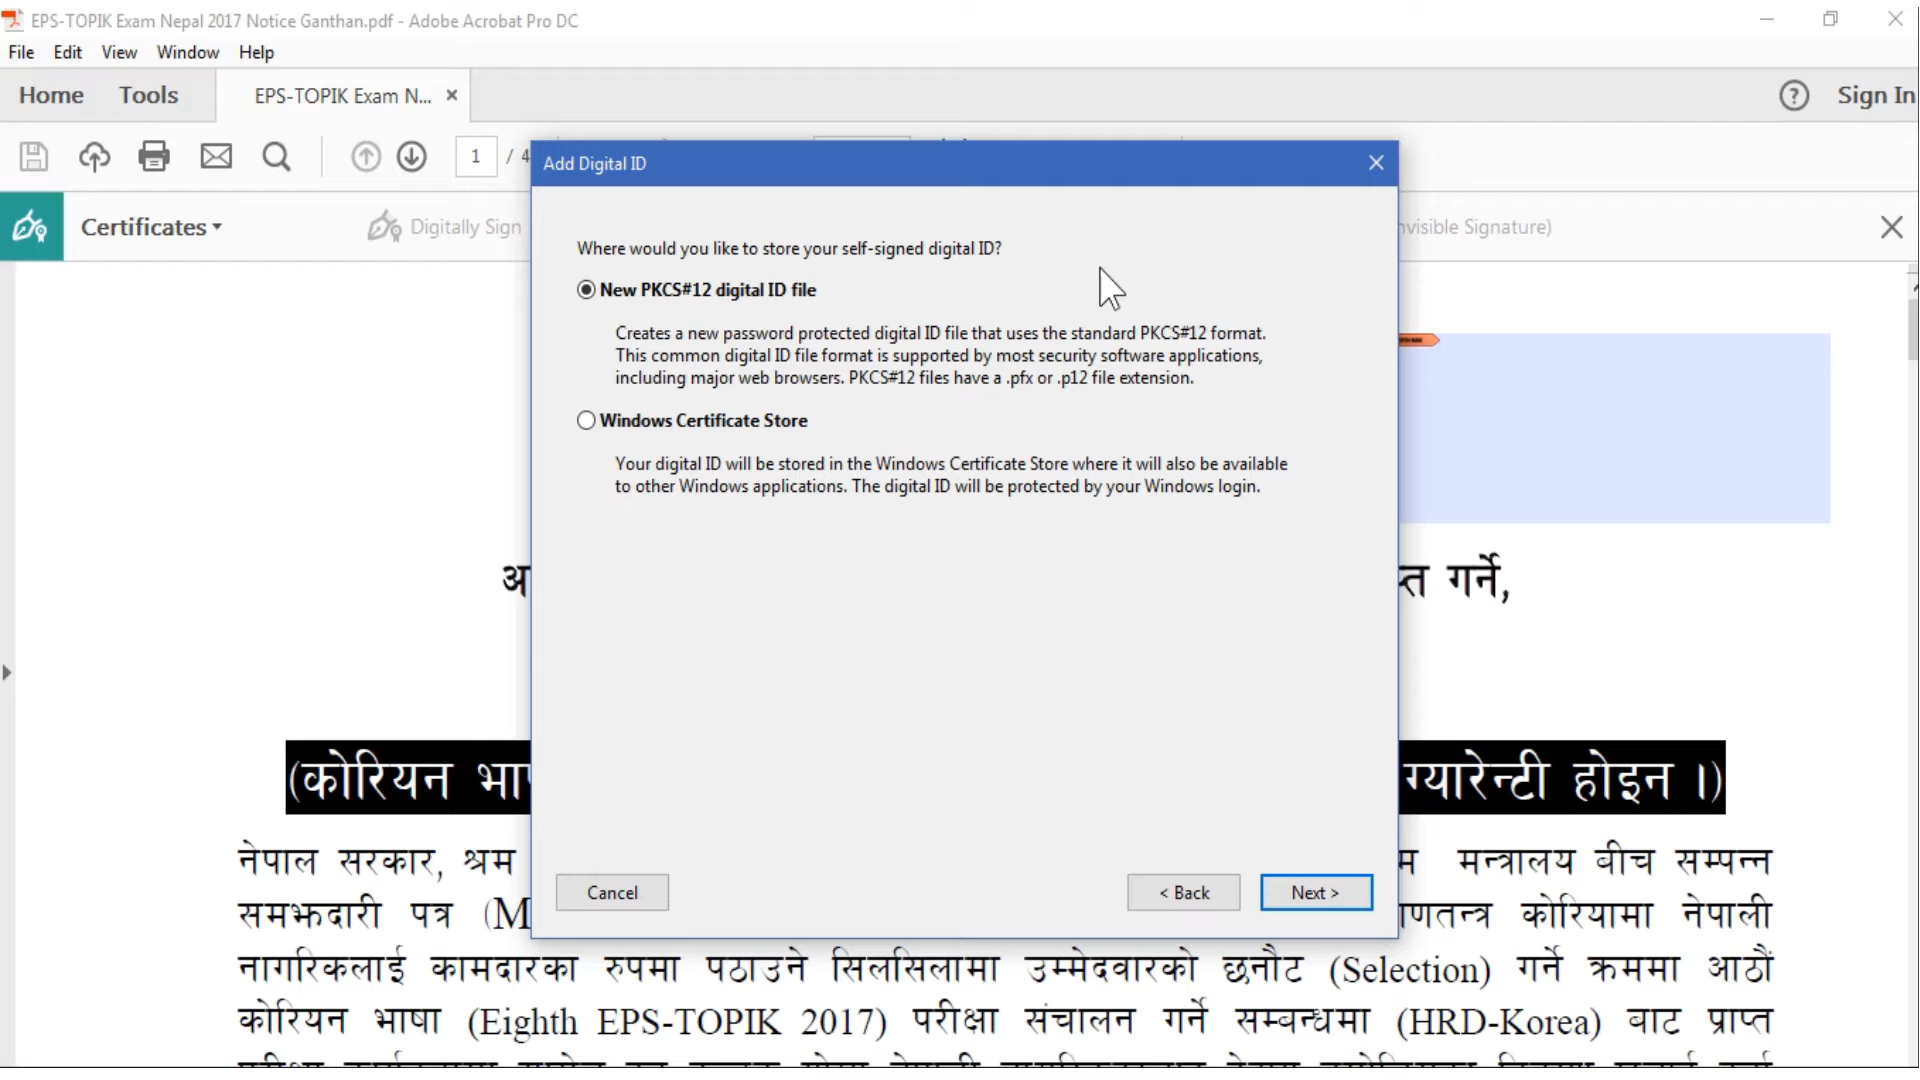 EPS-TOPIK Exam Nepal 2017 Notice Ganthan.pdf - Adobe Acrobat Pro DC
File Edit View Window Help
Home Tools EPS-TOPIK Exam N... × ? Sign In
1 / 4
Add Digital ID
Certificates Digitally Sign nvisible Signature)
Where would you like to store your self-signed digital ID?
New PKCS#12 digital ID file
Creates a new password protected digital ID file that uses the standard PKCS#12 format.
This common digital ID file format is supported by most security software applications,
including major web browsers. PKCS#12 files have a .pfx or .p12 file extension.
Windows Certificate Store
Your digital ID will be stored in the Windows Certificate Store where it will also be available
to other Windows applications. The digital ID will be protected by your Windows login.
अ प्त गर्ने,
(कोरियन भाष ग्यारेन्टी होइन ।)
Cancel < Back Next >
नेपाल सरकार, श्रम म मन्त्रालय बीच सम्पन्न
समझदारी पत्र (M णतन्त्र कोरियामा नेपाली
नागरिकलाई कामदारका रुपमा पठाउने सिलसिलामा उम्मेदवारको छनौट (Selection) गर्ने क्रममा आठौं
कोरियन भाषा (Eighth EPS-TOPIK 2017) परीक्षा संचालन गर्ने सम्बन्धमा (HRD-Korea) बाट प्राप्त